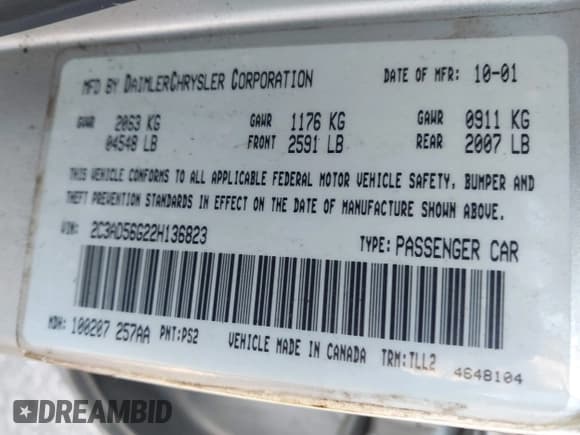 MFD BY DAIMLERCHRYSLER CORPORATION DATE OF MFR: 10-01
GVWR 2063 KG GAWR 1176 KG GAWR 0911 KG
04548 LB FRONT 2591 LB REAR 2007 LB
THIS VEHICLE CONFORMS TO ALL APPLICABLE FEDERAL MOTOR VEHICLE SAFETY, BUMPER AND
THEFT PREVENTION STANDARDS IN EFFECT ON THE DATE OF MANUFACTURE SHOWN ABOVE.
VIN: 2C3AD56G22H136823 TYPE: PASSENGER CAR
MDH: 100207 257AA PNT:PS2 VEHICLE MADE IN CANADA TRM:TLL2 4648104
DREAMBID